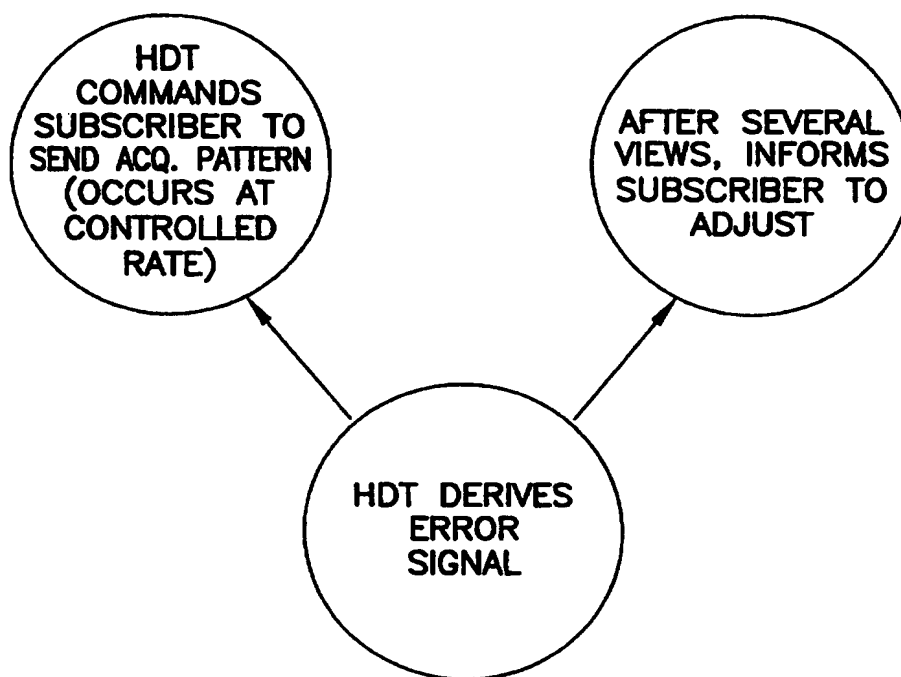 HDT
COMMANDS
SUBSCRIBER TO
SEND ACQ. PATTERN
(OCCURS AT
CONTROLLED
RATE)
AFTER SEVERAL
VIEWS, INFORMS
SUBSCRIBER TO
ADJUST
HDT DERIVES
ERROR
SIGNAL